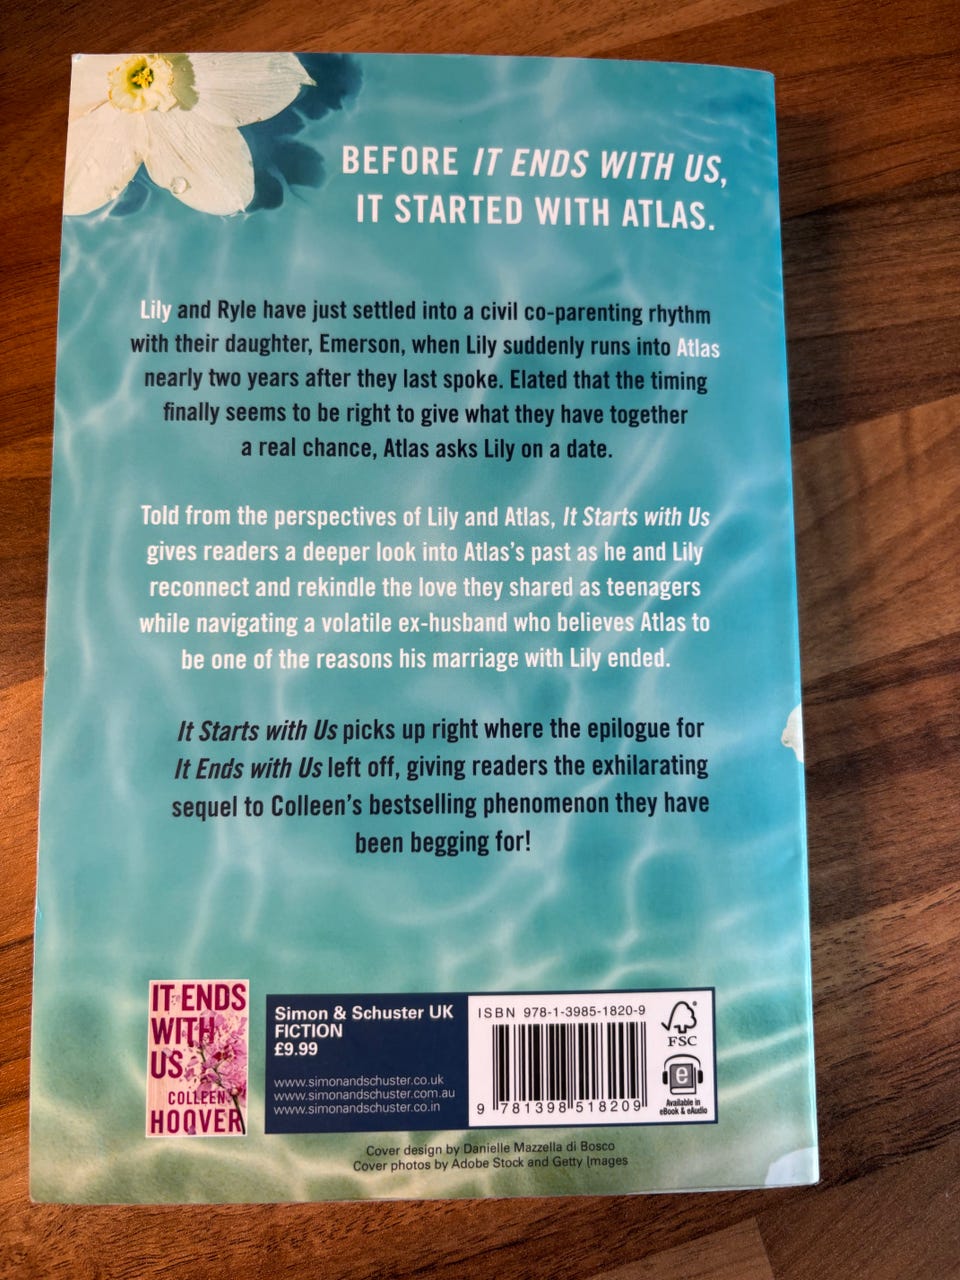 BEFORE IT ENDS WITH US,
IT STARTED WITH ATLAS.
Lily and Ryle have just settled into a civil co-parenting rhythm
with their daughter, Emerson, when Lily suddenly runs into Atlas
nearly two years after they last spoke. Elated that the timing
finally seems to be right to give what they have together
a real chance, Atlas asks Lily on a date.
Told from the perspectives of Lily and Atlas, It Starts with Us
gives readers a deeper look into Atlas's past as he and Lily
reconnect and rekindle the love they shared as teenagers
while navigating a volatile ex-husband who believes Atlas to
be one of the reasons his marriage with Lily ended.
It Starts with Us picks up right where the epilogue for
It Ends with Us left off, giving readers the exhilarating
sequel to Colleen's bestselling phenomenon they have
been begging for!
IT ENDS
WITH
US
COLLEEN
HOOVER
Simon & Schuster UK
FICTION
£9.99
www.simonandschuster.co.uk
www.simonandschuster.com.au
www.simonandschuster.co.in
ISBN 978-1-3985-1820-9
9 781398 518209
FSC
e
Available in
eBook & eAudio
Cover design by Danielle Mazzella di Bosco
Cover photos by Adobe Stock and Getty Images